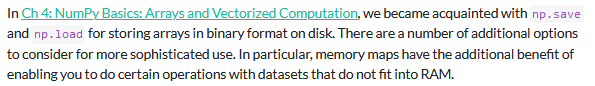 In Ch 4: NumPy Basics: Arrays and Vectorized Computation, we became acquainted with np.save
and np.load for storing arrays in binary format on disk. There are a number of additional options
to consider for more sophisticated use. In particular, memory maps have the additional benefit of
enabling you to do certain operations with datasets that do not fit into RAM.